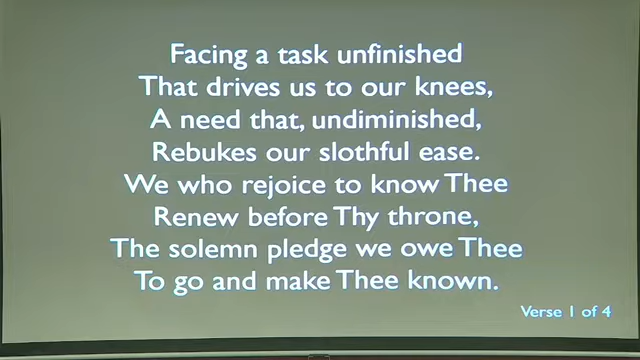 Facing a task unfinished
That drives us to our knees,
A need that, undiminished,
Rebukes our slothful ease.
We who rejoice to know Thee
Renew before Thy throne,
The solemn pledge we owe Thee
To go and make Thee known.
Verse 1 of 4